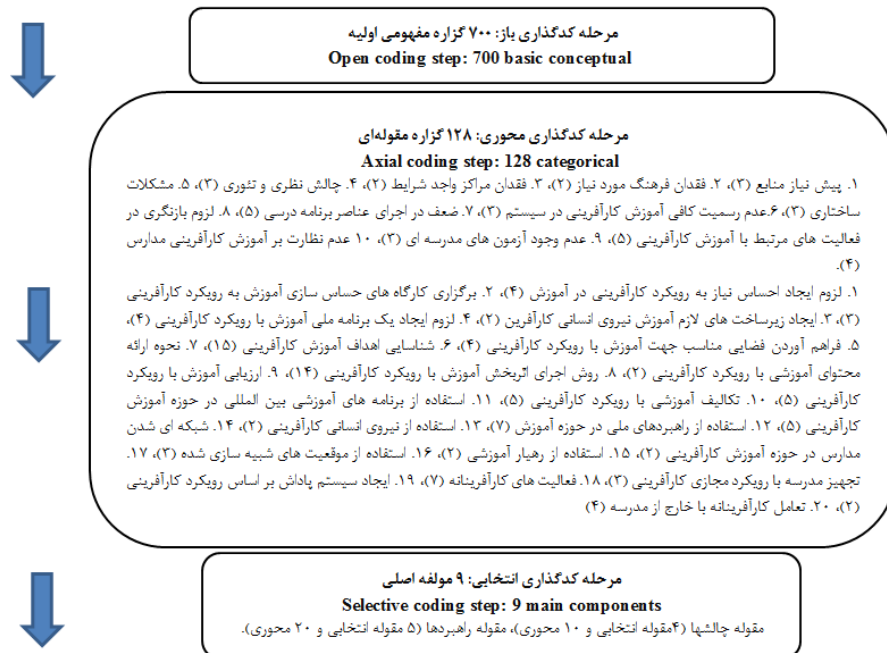 مرحله کدگذاری باز: ۷۰۰ گزاره مفهومی اولیه
Open coding step: 700 basic conceptual
مرحله کدگذاری محوری: ۱۲۸ گزاره مقوله‌ای
Axial coding step: 128 categorical
۱. پیش نیاز منابع (۳)، ۲. فقدان فرهنگ مورد نیاز (۲)، ۳. فقدان مراکز واجد شرایط (۲)، ۴. چالش نظری و تئوری (۳)، ۵. مشکلات
ساختاری (۳)، ۶.عدم رسمیت کافی آموزش کارآفرینی در سیستم (۳)، ۷. ضعف در اجرای عناصر برنامه درسی (۵)، ۸. لزوم بازنگری در
فعالیت های مرتبط با آموزش کارآفرینی (۵)، ۹. عدم وجود آزمون های مدرسه ای (۳)، ۱۰ عدم نظارت بر آموزش کارآفرینی مدارس
(۴).
۱. لزوم ایجاد احساس نیاز به رویکرد کارآفرینی در آموزش (۴)، ۲. برگزاری کارگاه های حساس سازی آموزش به رویکرد کارآفرینی
(۳)، ۳. ایجاد زیرساخت های لازم آموزش نیروی انسانی کارآفرین (۲)، ۴. لزوم ایجاد یک برنامه ملی آموزش با رویکرد کارآفرینی (۴)،
۵. فراهم آوردن فضایی مناسب جهت آموزش با رویکرد کارآفرینی (۴)، ۶. شناسایی اهداف آموزش کارآفرینی (۱۵)، ۷. نحوه ارائه
محتوای آموزشی با رویکرد کارآفرینی (۲)، ۸. روش اجرای اثربخش آموزش با رویکرد کارآفرینی (۱۴)، ۹. ارزیابی آموزش با رویکرد
کارآفرینی (۵)، ۱۰. تکالیف آموزشی با رویکرد کارآفرینی (۵)، ۱۱. استفاده از برنامه های آموزشی بین المللی در حوزه آموزش
کارآفرینی (۵)، ۱۲. استفاده از راهبردهای ملی در حوزه آموزش (۷)، ۱۳. استفاده از نیروی انسانی کارآفرینی (۲)، ۱۴. شبکه ای شدن
مدارس در حوزه آموزش کارآفرینی (۲)، ۱۵. استفاده از رهیار آموزشی (۲)، ۱۶. استفاده از موقعیت های شبیه سازی شده (۳)، ۱۷.
تجهیز مدرسه با رویکرد مجازی کارآفرینی (۳)، ۱۸. فعالیت های کارآفرینانه (۷)، ۱۹. ایجاد سیستم پاداش بر اساس رویکرد کارآفرینی
(۲)، ۲۰. تعامل کارآفرینانه با خارج از مدرسه (۴)
مرحله کدگذاری انتخابی: ۹ مولفه اصلی
Selective coding step: 9 main components
مقوله چالشها (۴مقوله انتخابی و ۱۰ محوری)، مقوله راهبردها (۵ مقوله انتخابی و ۲۰ محوری).